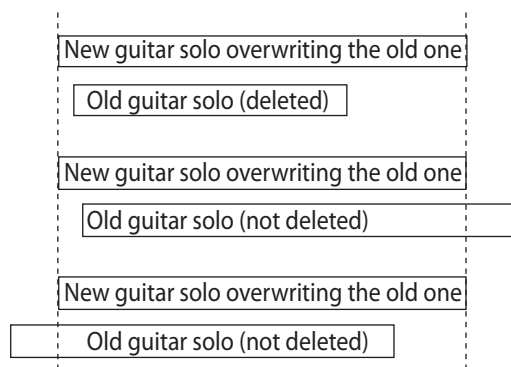 New guitar solo overwriting the old one
Old guitar solo (deleted)
New guitar solo overwriting the old one
Old guitar solo (not deleted)
New guitar solo overwriting the old one
Old guitar solo (not deleted)